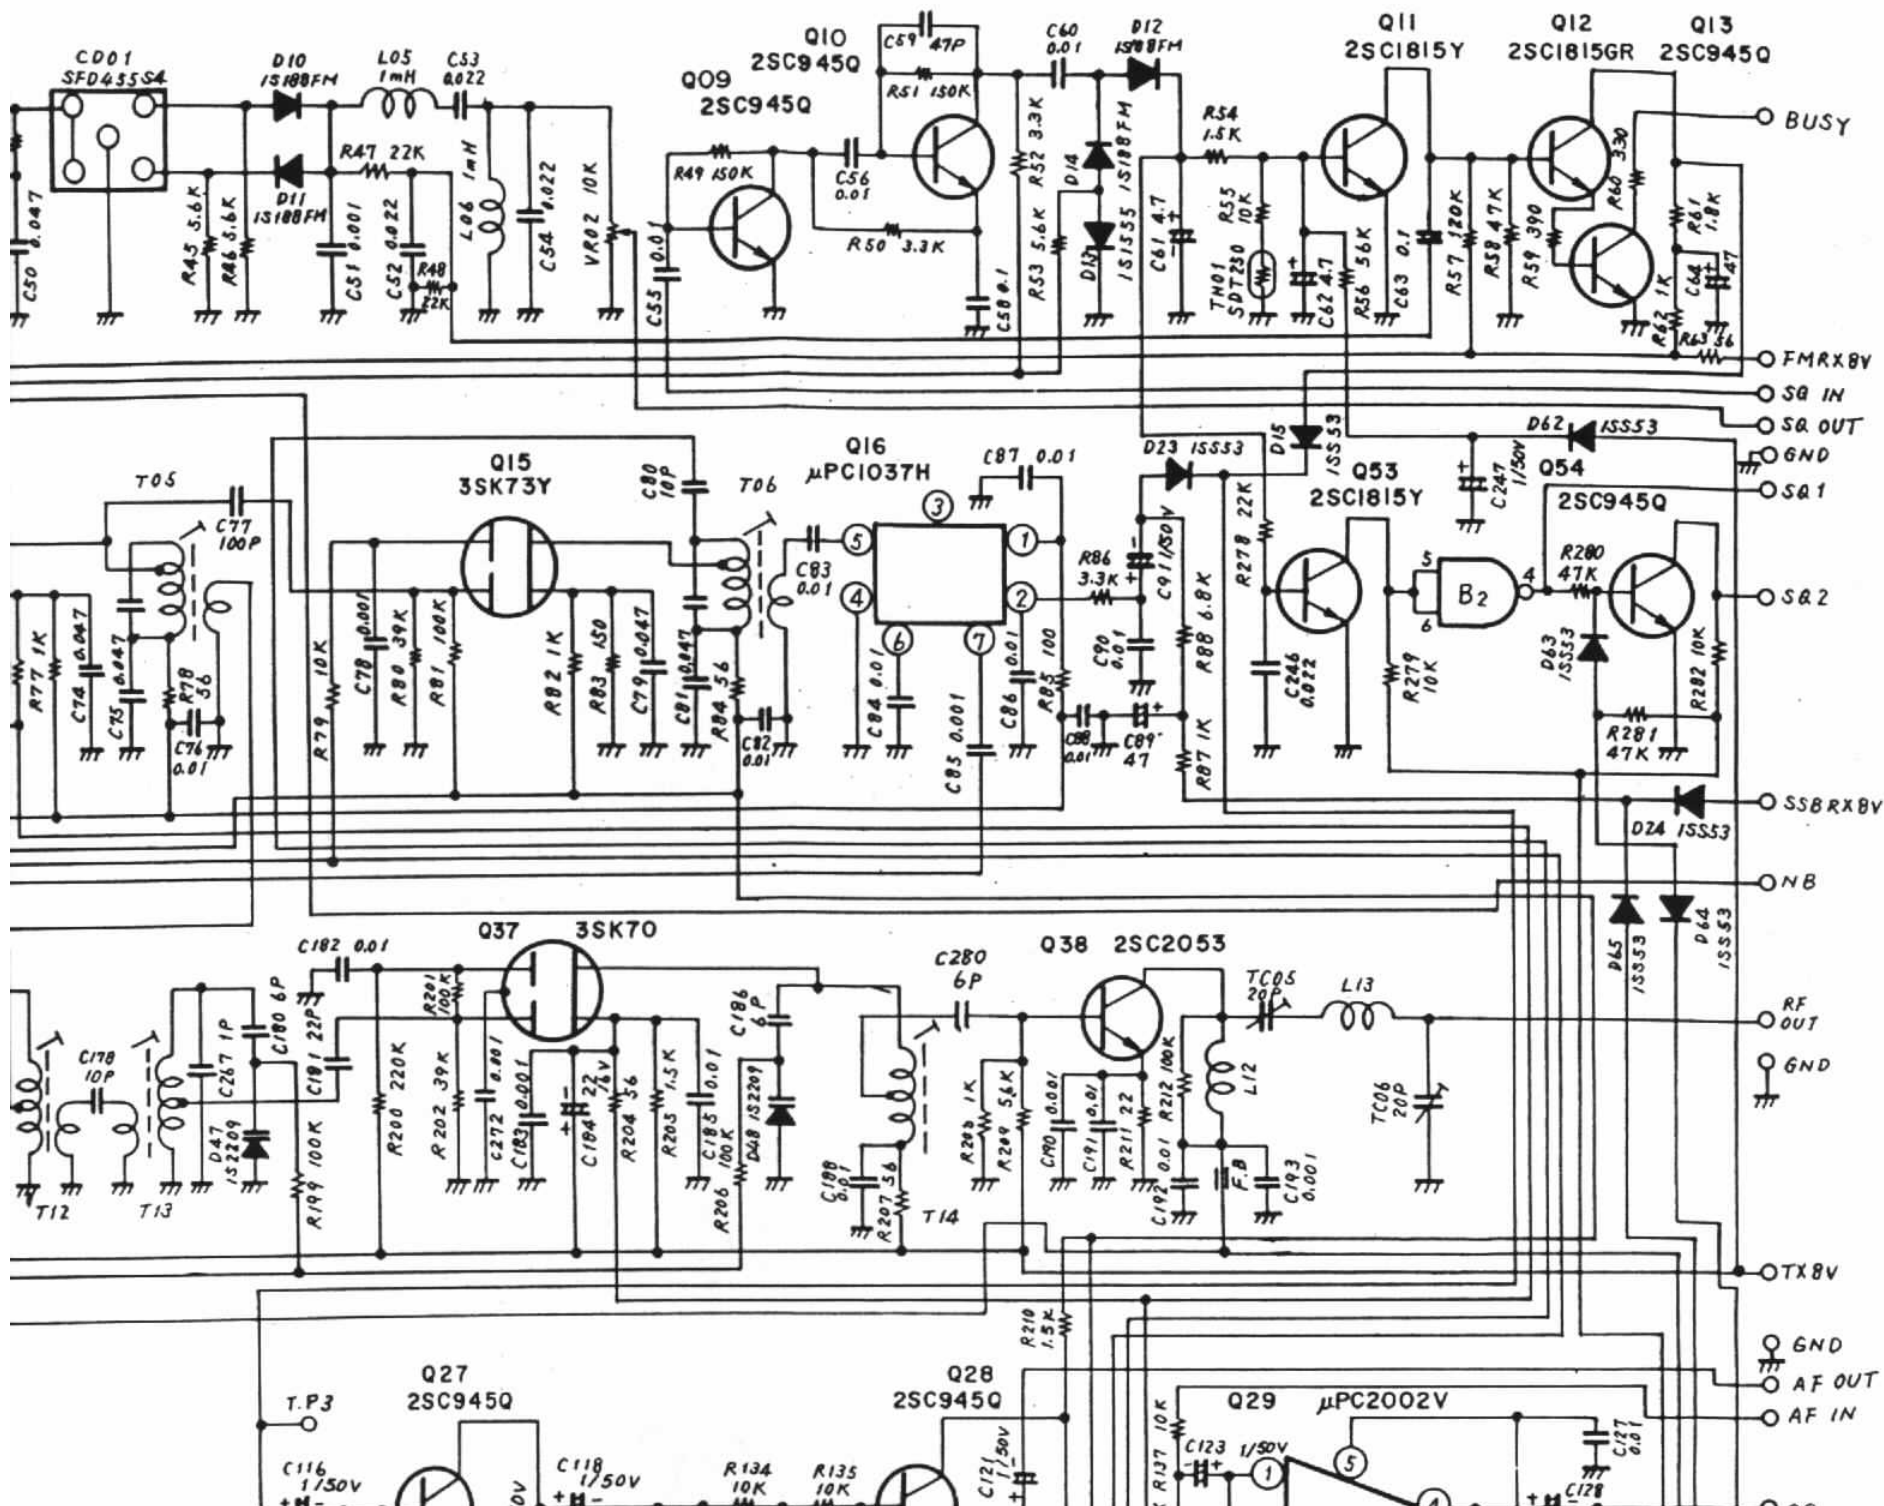 CD01
SFD455S4
D10
1S188FM
L05
1mH
C53
0.022
Q09
2SC945Q
Q10
2SC945Q
C59 47P
R51 150K
C60
0.01
D12
1S188FM
Q11
2SC1815Y
Q12
2SC1815GR
Q13
2SC945Q
BUSY
C50 0.047
R45 5.6K
R46 5.6K
D11
1S188FM
R47 22K
C51 0.001
C52 0.022
R48
22K
L06 1mH
C54 0.022
VR02 10K
C55 0.01
R49 150K
C56
0.01
R50 3.3K
C58 0.1
R52 3.3K
R53 5.6K
D14
1S188FM
D13
1S1555
C61 4.7
R54
1.5K
R55
10K
TH01
SDT250
C62 4.7
R56 56K
C63 0.1
R57 120K
R58 47K
R59 390
R60 330
R61
1.8K
R62 1K
C64
47
R63 56
FMRX8V
SQ IN
SQ OUT
GND
T05
C77
100P
Q15
3SK73Y
C80
10P
T06
Q16
μPC1037H
C87 0.01
D23 1SS53
D15
1SS53
Q53
2SC1815Y
D62 1SS53
C247
1/50V
Q54
2SC945Q
SQ1
SQ2
R77 1K
C74 0.047
C75 0.047
R78
56
C76
0.01
R79 10K
C78 0.001
R80 39K
R81 100K
R82 1K
R83 150
C79 0.047
C81 0.047
R84 56
C82
0.01
C83
0.01
5
4
3
1
2
6
7
C84 0.01
C85 0.001
C86 0.01
R85 100
R86
3.3K
C90
0.01
C91 1/50V
R88 6.8K
C88
0.01
C89
47
R87 1K
R278 22K
C246
0.022
R279
10K
5
6
B2
4
R280
47K
D63
1SS53
R281
47K
R282 10K
SSBRX8V
D24 1SS53
NB
D65
1SS53
D64
1SS53
C182 0.01
Q37 3SK70
R201
100K
C280
6P
Q38 2SC2053
TC05
20P
L13
RF
OUT
GND
C178
10P
T12
T13
C267 1P
C180 6P
D47
1S2209
C181 22P
R199 100K
R200 220K
R202 39K
C272 0.001
C183 0.001
C184 22
16V
R204 56
R205 1.5K
C185 0.01
R206
100K
C186
6P
D48 1S2209
C188
0.01
R207 56
T14
R208 1K
R209 5.6K
C190 0.01
C191 0.01
R211 22
R212 100K
C192 0.01
L12
F.B
C193
0.001
TC06
20P
TX8V
R210
1.5K
GND
AF OUT
AF IN
T.P3
Q27
2SC945Q
Q28
2SC945Q
Q29 μPC2002V
C116
1/50V
C118
1/50V
R134
10K
R135
10K
C121
1/50V
R137 10K
C123 1/50V
1
5
4
C127
0.01
C128